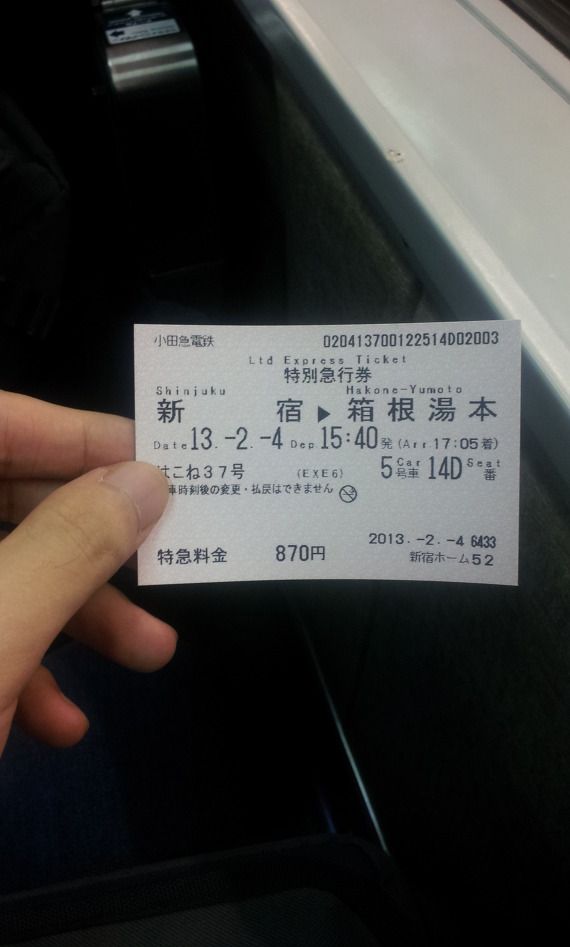 小田急電鉄 020413700122514D02003
Ltd Express Ticket
特別急行券
Shinjuku Hakone-Yumoto
新宿 ▶ 箱根湯本
Date 13.-2.-4 Dep 15:40発 (Arr 17:05着)
はこね37号 (EXE6) 5 Car 号車 14D Seat 番
車時刻後の変更・払戻はできません
2013.-2.-4 6433
特急料金 870円 新宿ホーム52